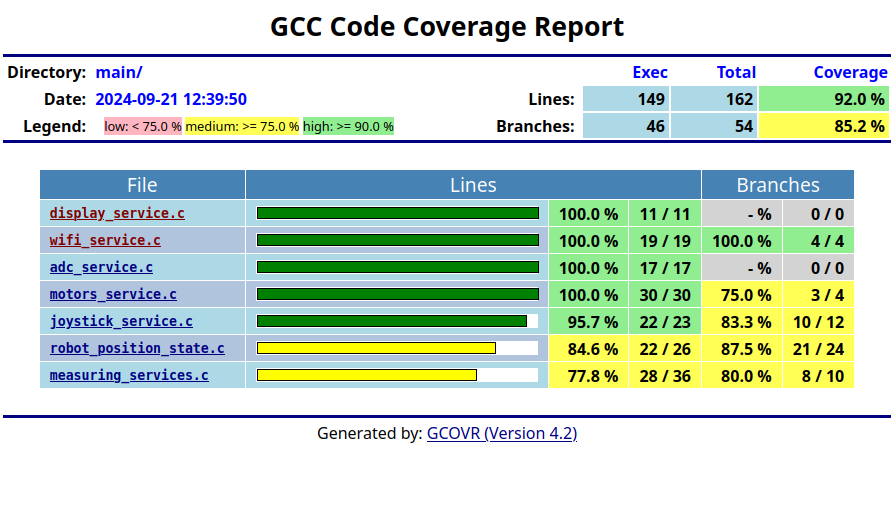 GCC Code Coverage Report
Directory: main/ Exec Total Coverage
Date: 2024-09-21 12:39:50 Lines: 149 162 92.0 %
Legend: low: < 75.0 % medium: >= 75.0 % high: >= 90.0 % Branches: 46 54 85.2 %
File Lines Branches
display_service.c 100.0 % 11 / 11 - % 0 / 0
wifi_service.c 100.0 % 19 / 19 100.0 % 4 / 4
adc_service.c 100.0 % 17 / 17 - % 0 / 0
motors_service.c 100.0 % 30 / 30 75.0 % 3 / 4
joystick_service.c 95.7 % 22 / 23 83.3 % 10 / 12
robot_position_state.c 84.6 % 22 / 26 87.5 % 21 / 24
measuring_services.c 77.8 % 28 / 36 80.0 % 8 / 10
Generated by: GCOVR (Version 4.2)